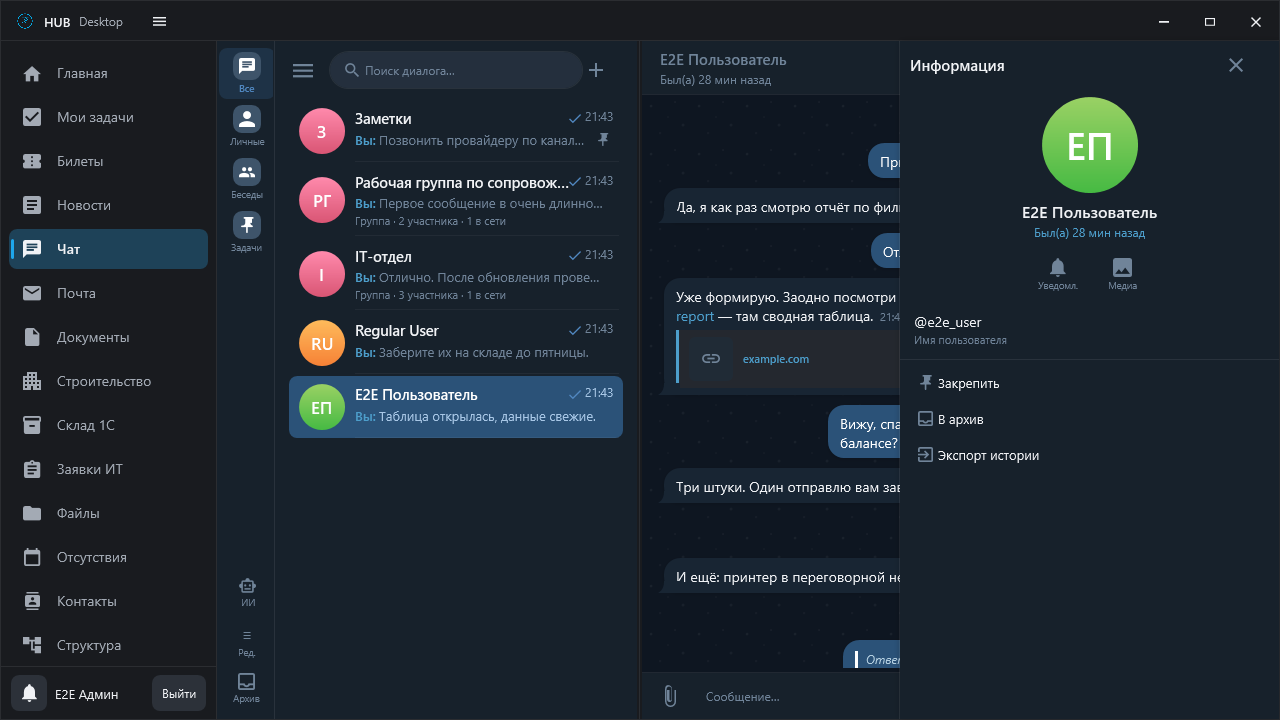 HUB Desktop
Главная
Мои задачи
Билеты
Новости
Чат
Почта
Документы
Строительство
Склад 1С
Заявки ИТ
Файлы
Отсутствия
Контакты
Структура
E2E Админ
Выйти
Все
Личные
Беседы
Задачи
ИИ
Ред.
Архив
Поиск диалога...
З
Заметки
21:43
Вы: Позвонить провайдеру по канал...
РГ
Рабочая группа по сопровож...
21:43
Вы: Первое сообщение в очень длинно...
Группа · 2 участника · 1 в сети
I
IT-отдел
21:43
Вы: Отлично. После обновления прове...
Группа · 3 участника · 1 в сети
RU
Regular User
21:43
Вы: Заберите их на складе до пятницы.
ЕП
E2E Пользователь
21:43
Вы: Таблица открылась, данные свежие.
E2E Пользователь
Был(а) 28 мин назад
Да, я как раз смотрю отчёт по
Уже формирую. Заодно посмотри
report — там сводная таблица.
example.com
Вижу,
балансе?
Три штуки. Один отправлю вам
И ещё: принтер в переговорной
Сообщение...
Информация
ЕП
E2E Пользователь
Был(а) 28 мин назад
Уведомл.
Медиа
@e2e_user
Имя пользователя
Закрепить
В архив
Экспорт истории